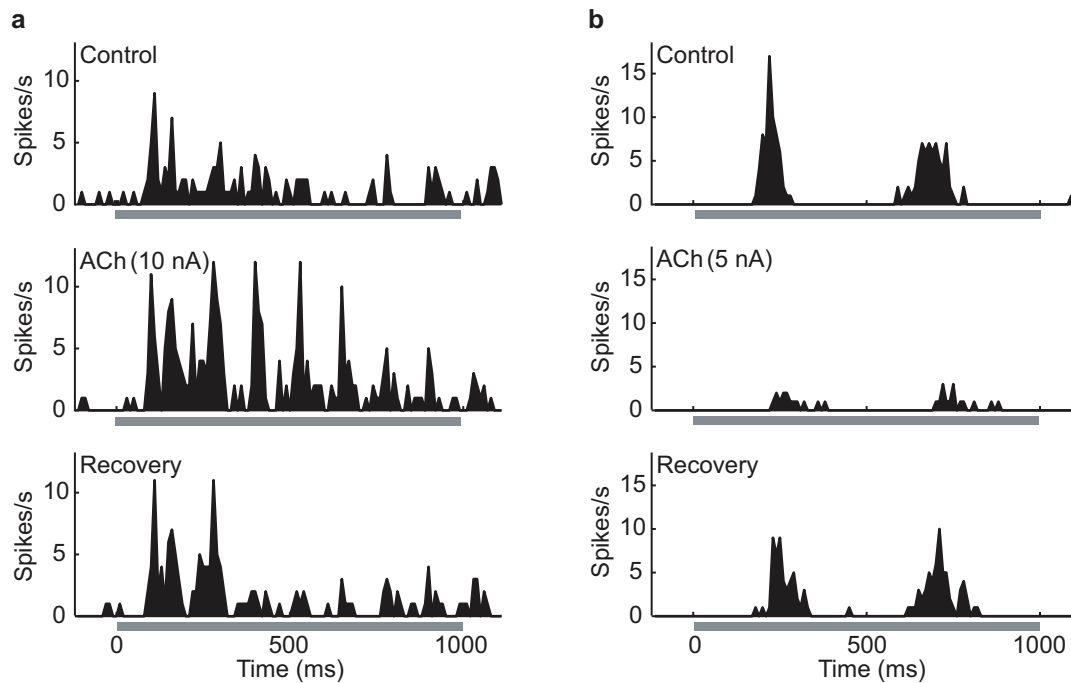 a
Control
Spikes/s
10
5
0
ACh (10 nA)
Spikes/s
10
5
0
Recovery
Spikes/s
10
5
0
0 500 1000
Time (ms)
b
Control
Spikes/s
15
10
5
0
ACh (5 nA)
Spikes/s
15
10
5
0
Recovery
Spikes/s
15
10
5
0
0 500 1000
Time (ms)